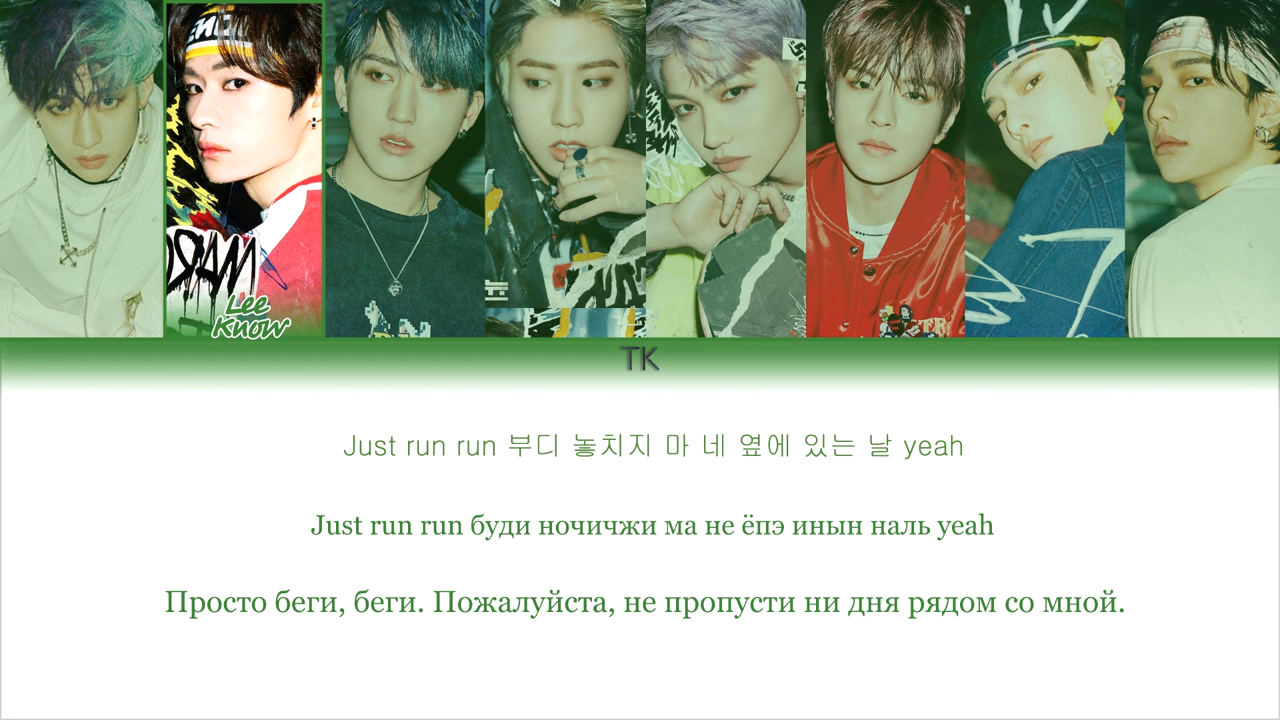 Lee
Know
TK
Just run run 부디 놓치지 마 네 옆에 있는 날 yeah
Just run run буди ночичжи ма не ёпэ инын наль yeah
Просто беги, беги. Пожалуйста, не пропусти ни дня рядом со мной.